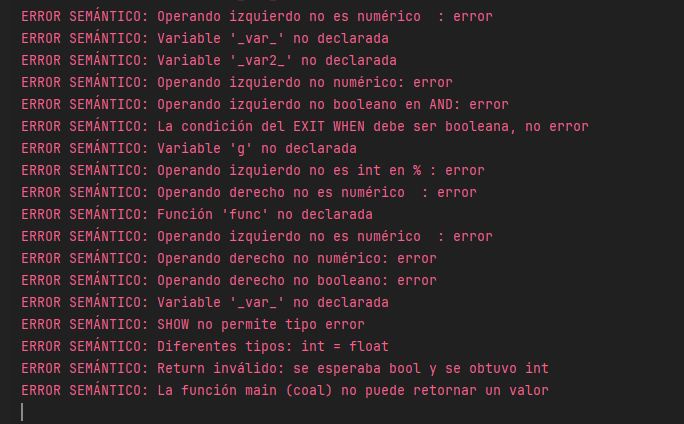 ERROR SEMÁNTICO: Operando izquierdo no es numérico  : error
ERROR SEMÁNTICO: Variable '_var_' no declarada
ERROR SEMÁNTICO: Variable '_var2_' no declarada
ERROR SEMÁNTICO: Operando izquierdo no numérico: error
ERROR SEMÁNTICO: Operando izquierdo no booleano en AND: error
ERROR SEMÁNTICO: La condición del EXIT WHEN debe ser booleana, no error
ERROR SEMÁNTICO: Variable 'g' no declarada
ERROR SEMÁNTICO: Operando izquierdo no es int en % : error
ERROR SEMÁNTICO: Operando derecho no es numérico  : error
ERROR SEMÁNTICO: Función 'func' no declarada
ERROR SEMÁNTICO: Operando izquierdo no es numérico  : error
ERROR SEMÁNTICO: Operando derecho no numérico: error
ERROR SEMÁNTICO: Operando derecho no booleano: error
ERROR SEMÁNTICO: Variable '_var_' no declarada
ERROR SEMÁNTICO: SHOW no permite tipo error
ERROR SEMÁNTICO: Diferentes tipos: int = float
ERROR SEMÁNTICO: Return inválido: se esperaba bool y se obtuvo int
ERROR SEMÁNTICO: La función main (coal) no puede retornar un valor